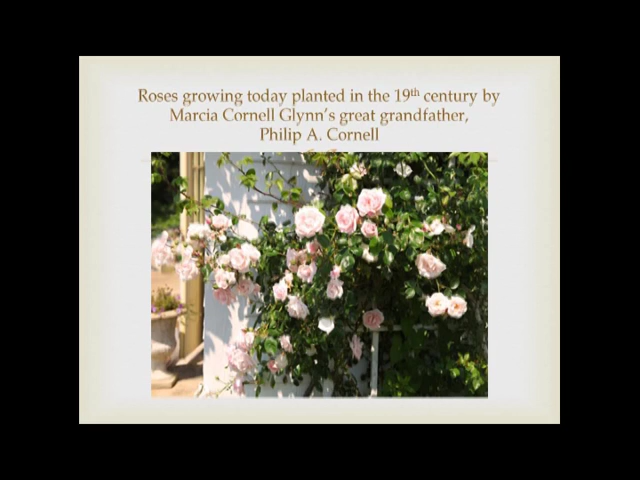 Roses growing today planted in the 19th century by
Marcia Cornell Glynn’s great grandfather,
Philip A. Cornell